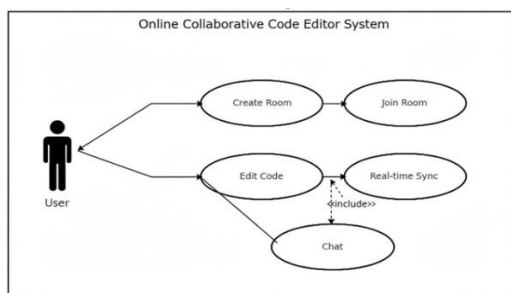 Online Collaborative Code Editor System
Create Room
Join Room
Edit Code
Real-time Sync
User
<<include>>
Chat